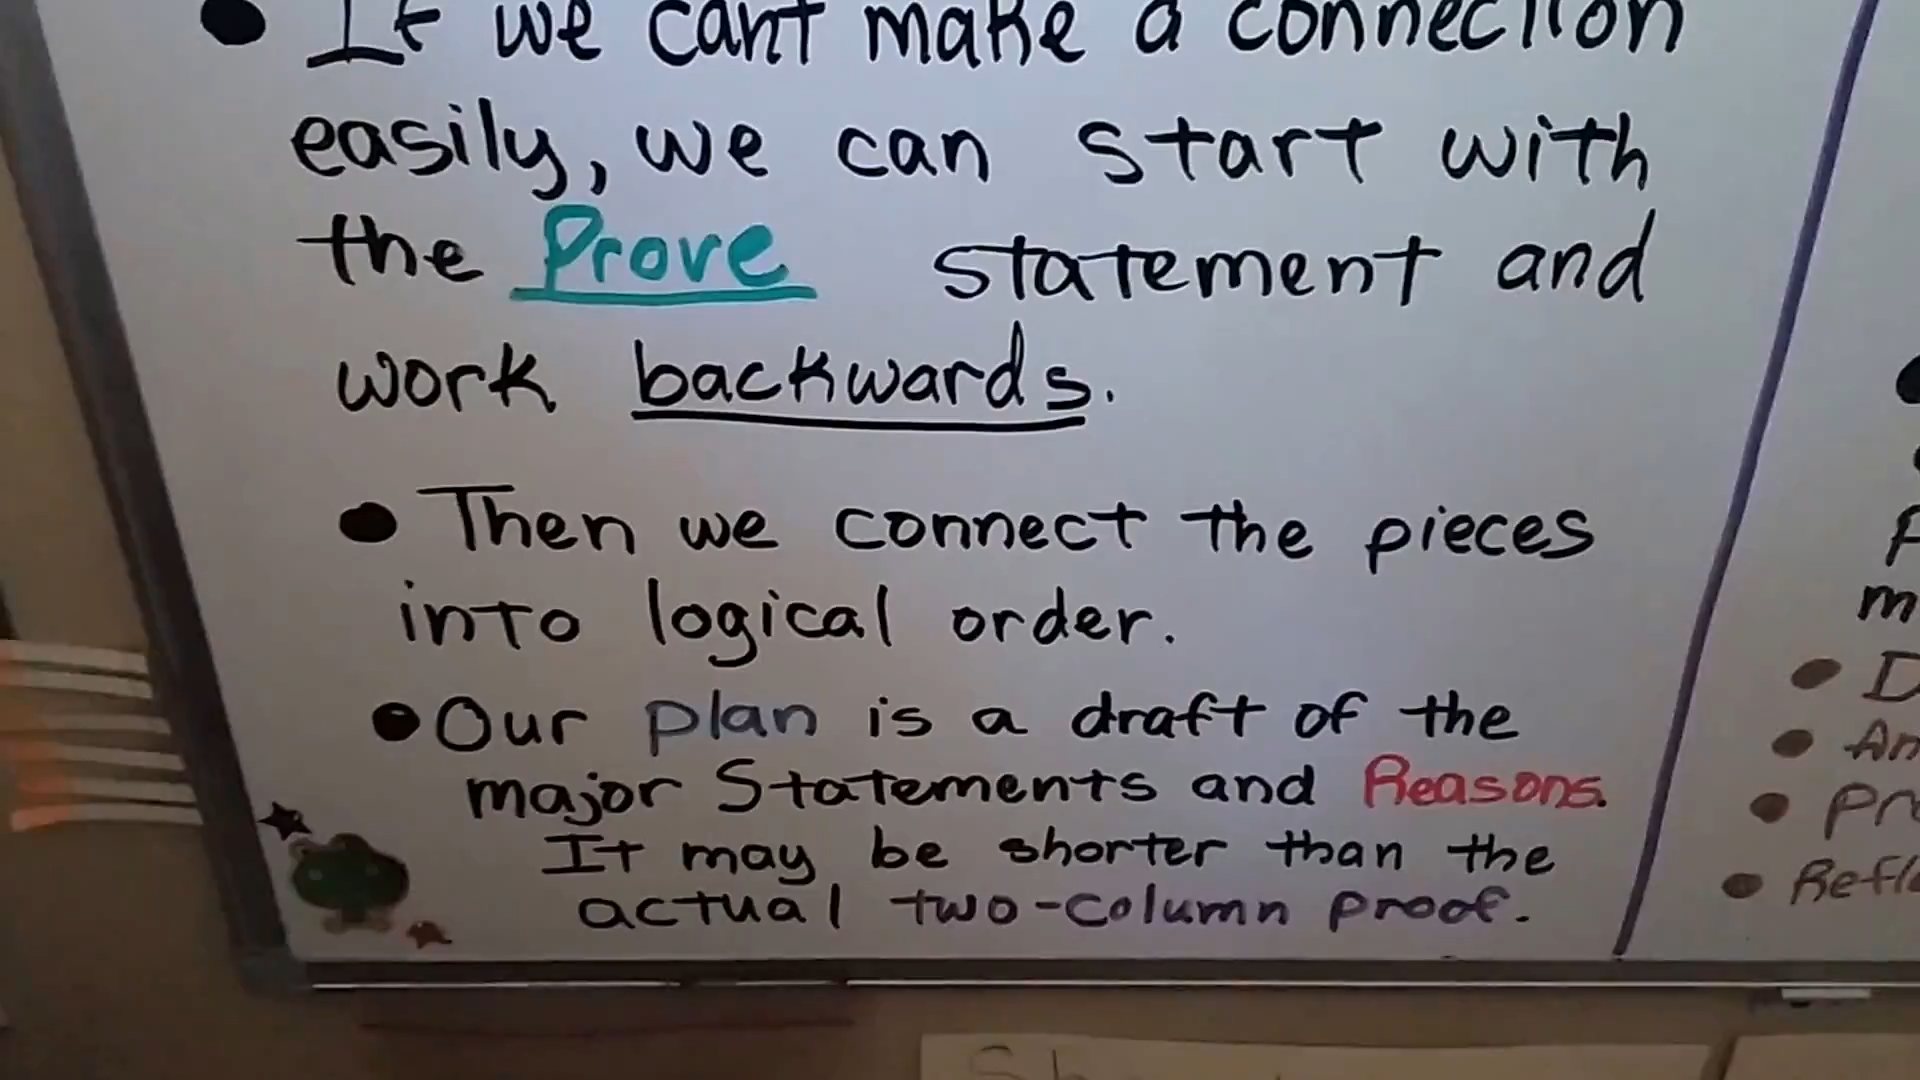 • If we can't make a connection
easily, we can start with
the Prove statement and
work backwards.
• Then we connect the pieces
into logical order.
• Our plan is a draft of the
major Statements and Reasons.
It may be shorter than the
actual two-column proof.